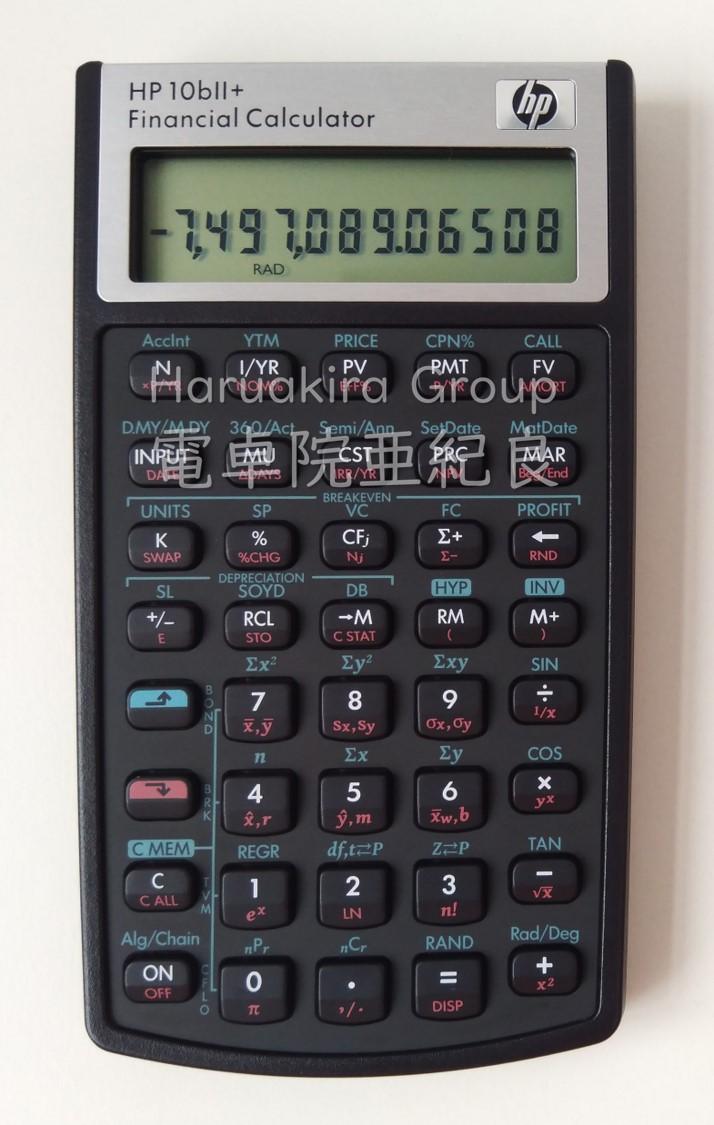 HP 10bII+
Financial Calculator
hp
-7,497,089.06508
RAD
AccInt YTM PRICE CPN% CALL
N I/YR PV PMT FV
×P/YR NOM% EFF% P/YR AMORT
Haruakira Group
D.MY/M.DY 360/Act Semi/Ann SetDate MatDate
INPUT MU CST PRC MAR
DATE ΔDAYS IRR/YR NPV Beg/End
電卓院亜紀良
BREAKEVEN
UNITS SP VC FC PROFIT
K % CFj Σ+ ←
SWAP %CHG Nj Σ− RND
DEPRECIATION
SL SOYD DB HYP INV
+/− RCL →M RM M+
E STO C STAT ( )
Σx² Σy² Σxy SIN
7 8 9 ÷
x̄,ȳ Sx,Sy σx,σy 1/x
BOND
n Σx Σy COS
4 5 6 ×
x̂,r ŷ,m x̄w,b yˣ
BRK
C MEM REGR df,t⇄P Z⇄P TAN
C 1 2 3 −
C ALL eˣ LN n! √x
TVM
Alg/Chain nPr nCr RAND Rad/Deg
ON 0 · = +
OFF π ,/. DISP x²
CFLO